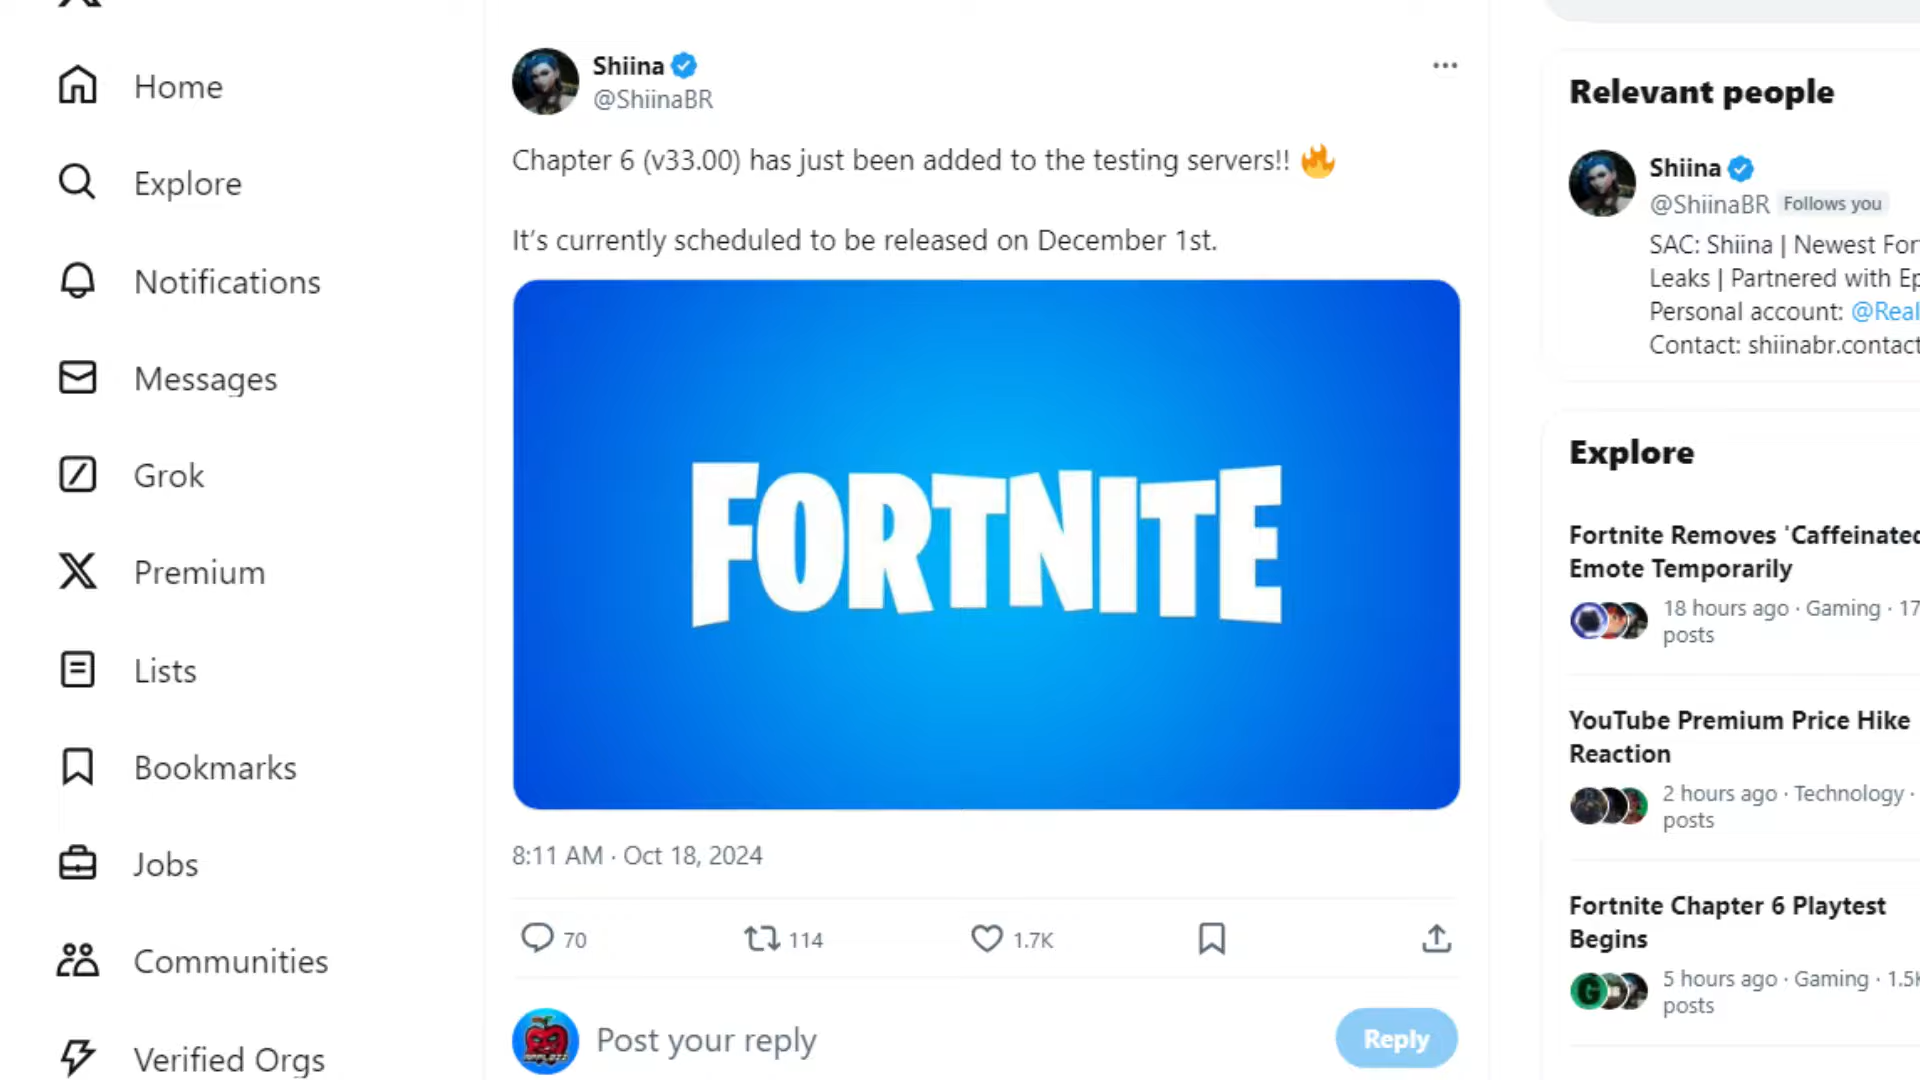 Home
Explore
Notifications
Messages
Grok
Premium
Lists
Bookmarks
Jobs
Communities
Verified Orgs
Shiina
@ShiinaBR
Chapter 6 (v33.00) has just been added to the testing servers!! 🔥
It’s currently scheduled to be released on December 1st.
FORTNITE
8:11 AM · Oct 18, 2024
70
114
1.7K
Post your reply
Reply
Relevant people
Shiina
@ShiinaBR Follows you
SAC: Shiina | Newest
Leaks | Partnered with
Personal account:
Contact: shiinabr.contact
Explore
Fortnite Removes 'Caffeinated
Emote Temporarily
18 hours ago · Gaming · 17
posts
YouTube Premium Price Hike
Reaction
2 hours ago · Technology ·
posts
Fortnite Chapter 6 Playtest
Begins
5 hours ago · Gaming · 1.5K
posts